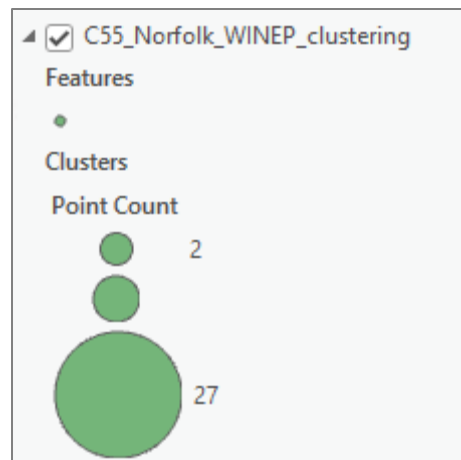 C55_Norfolk_WINEP_clustering
Features
Clusters
Point Count
2
27